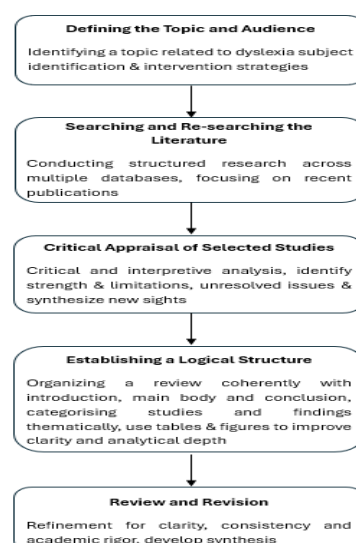 Defining the Topic and Audience
Identifying a topic related to dyslexia subject
identification & intervention strategies
Searching and Re-searching the
Literature
Conducting structured research across
multiple databases, focusing on recent
publications
Critical Appraisal of Selected Studies
Critical and interpretive analysis, identify
strength & limitations, unresolved issues &
synthesize new sights
Establishing a Logical Structure
Organizing a review coherently with
introduction, main body and conclusion,
categorising studies and findings
thematically, use tables & figures to improve
clarity and analytical depth
Review and Revision
Refinement for clarity, consistency and
academic rigor, develop synthesis